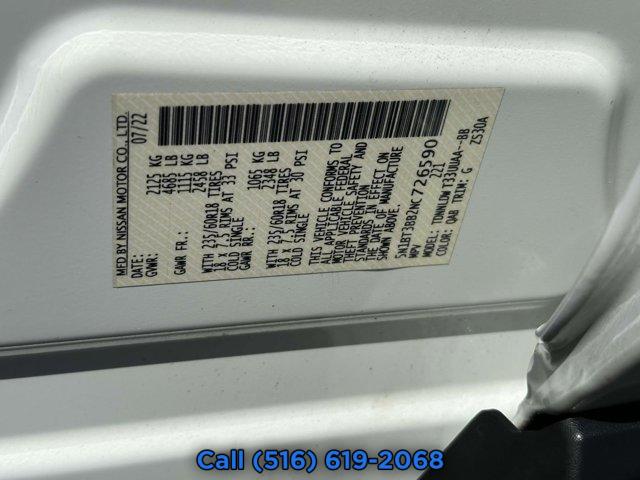 MFD BY NISSAN MOTOR CO., LTD.
DATE: 07/22
GVWR: 2125 KG
4685 LB
GAWR FR.: 1115 KG
2458 LB
WITH 235/60R18 TIRES
18 x 7.5 RIMS AT 33 PSI
COLD SINGLE
GAWR RR.: 1065 KG
2348 LB
WITH 235/60R18 TIRES
18 x 7.5 RIMS AT 30 PSI
COLD SINGLE
THIS VEHICLE CONFORMS TO
ALL APPLICABLE FEDERAL
MOTOR VEHICLE SAFETY AND
THEFT PREVENTION
STANDARDS IN EFFECT ON
THE DATE OF MANUFACTURE
SHOWN ABOVE.
5N1BT3BB2NC726590
MPV 221
MODEL: TDNNLDW
COLOR: QAB TRIM: G
ZS30A
Call (516) 619-2068